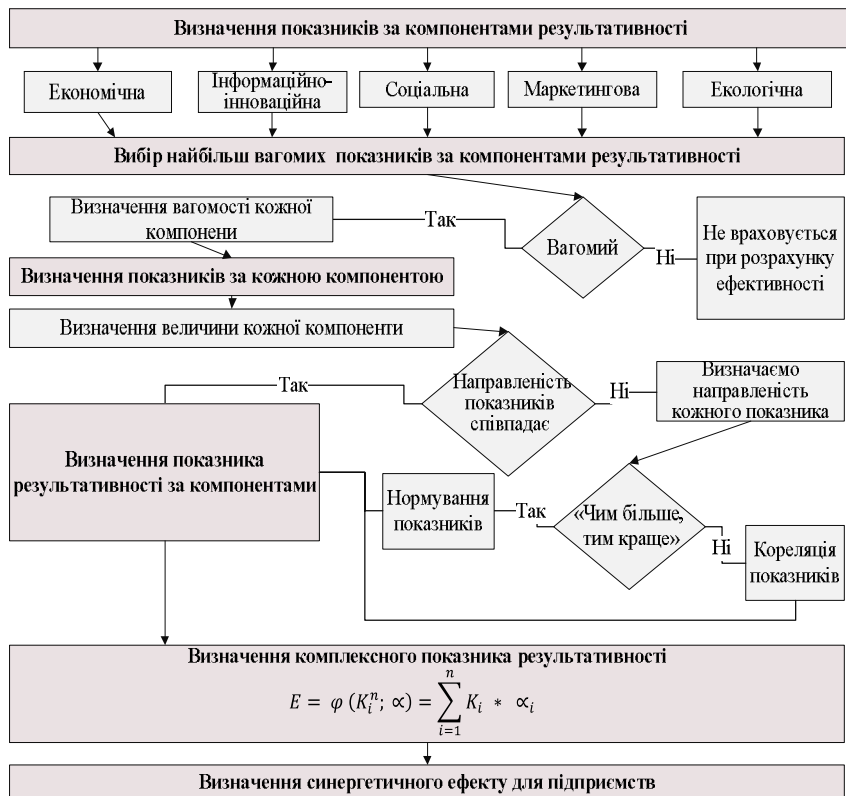 Визначення показників за компонентами результативності
Економічна
Інформаційно-
інноваційна
Соціальна
Маркетингова
Екологічна
Вибір найбільш вагомих показників за компонентами результативності
Визначення вагомості кожної
компонени
Так
Вагомий
Ні
Не враховується
при розрахунку
ефективності
Визначення показників за кожною компонентою
Визначення величини кожної компоненти
Так
Направленість
показників
співпадає
Ні
Визначаємо
направленість
кожного показника
Визначення показника
результативності за компонентами
Нормування
показників
Так
«Чим більше,
тим краще»
Ні
Кореляція
показників
Визначення комплексного показника результативності
E = φ (K_i^n; ∝) = ∑_{i=1}^{n} K_i * ∝_i
Визначення синергетичного ефекту для підприємств